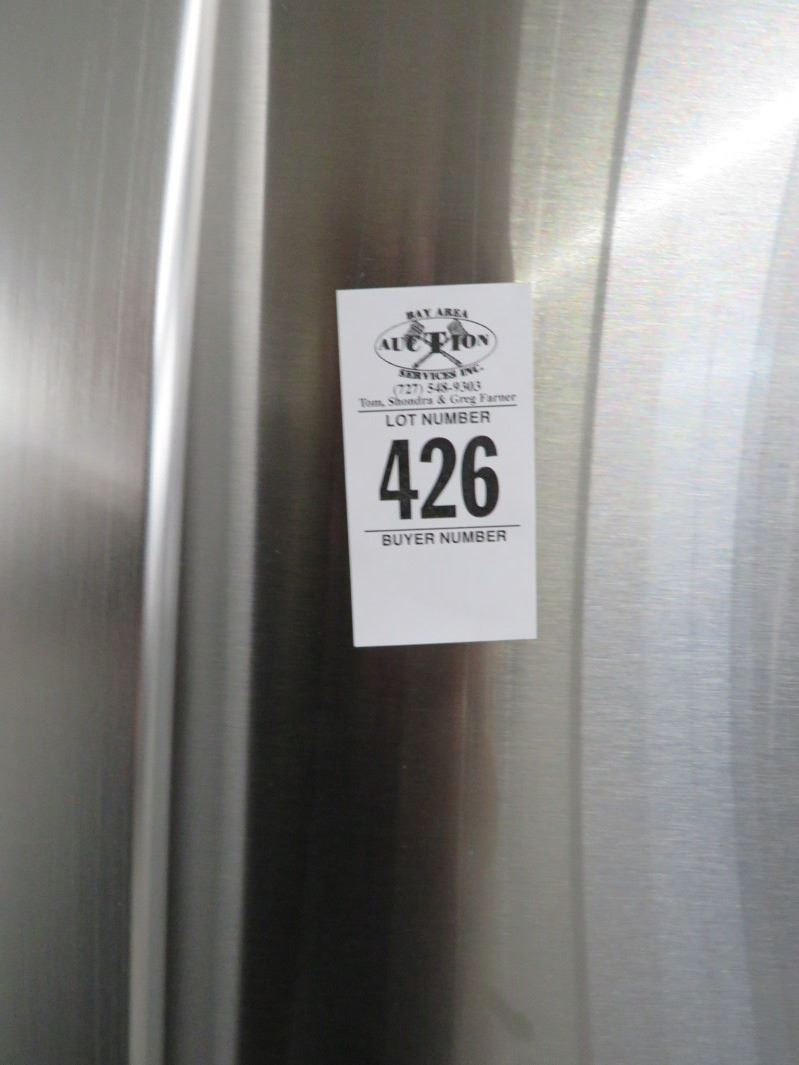 BAY AREA
AUCTION
SERVICES INC.
(727) 548-9303
Tom, Shondra & Greg Farner
LOT NUMBER
426
BUYER NUMBER